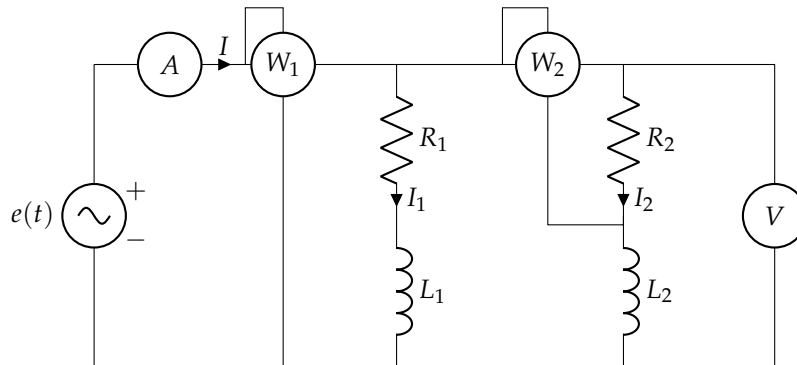 A
I
W₁
W₂
R₁
R₂
e(t)
+
−
I₁
I₂
V
L₁
L₂